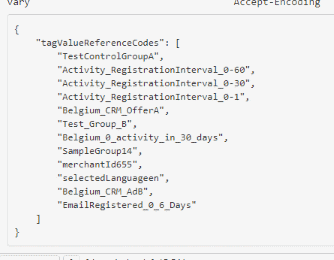 vary Accept-Encoding
{
"tagValueReferenceCodes": [
"TestControlGroupA",
"Activity_RegistrationInterval_0-60",
"Activity_RegistrationInterval_0-30",
"Activity_RegistrationInterval_0-1",
"Belgium_CRM_OfferA",
"Test_Group_B",
"Belgium_0_activity_in_30_days",
"SampleGroup14",
"merchantId655",
"selectedLanguageen",
"Belgium_CRM_AdB",
"EmailRegistered_0_6_Days"
]
}